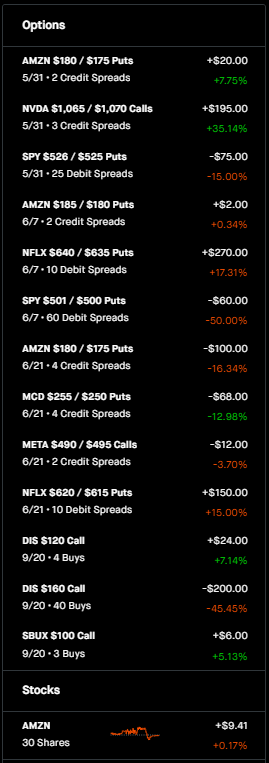 Options
AMZN $180 / $175 Puts +$20.00
5/31 • 2 Credit Spreads +7.75%
NVDA $1,065 / $1,070 Calls +$195.00
5/31 • 3 Credit Spreads +35.14%
SPY $526 / $525 Puts -$75.00
5/31 • 25 Debit Spreads -15.00%
AMZN $185 / $180 Puts +$2.00
6/7 • 2 Credit Spreads +0.34%
NFLX $640 / $635 Puts +$270.00
6/7 • 10 Debit Spreads +17.31%
SPY $501 / $500 Puts -$60.00
6/7 • 60 Debit Spreads -50.00%
AMZN $180 / $175 Puts -$100.00
6/21 • 4 Credit Spreads -16.34%
MCD $255 / $250 Puts -$68.00
6/21 • 4 Credit Spreads -12.98%
META $490 / $495 Calls -$12.00
6/21 • 2 Credit Spreads -3.70%
NFLX $620 / $615 Puts +$150.00
6/21 • 10 Debit Spreads +15.00%
DIS $120 Call +$24.00
9/20 • 4 Buys +7.14%
DIS $160 Call -$200.00
9/20 • 40 Buys -45.45%
SBUX $100 Call +$6.00
9/20 • 3 Buys +5.13%
Stocks
AMZN +$9.41
30 Shares +0.17%